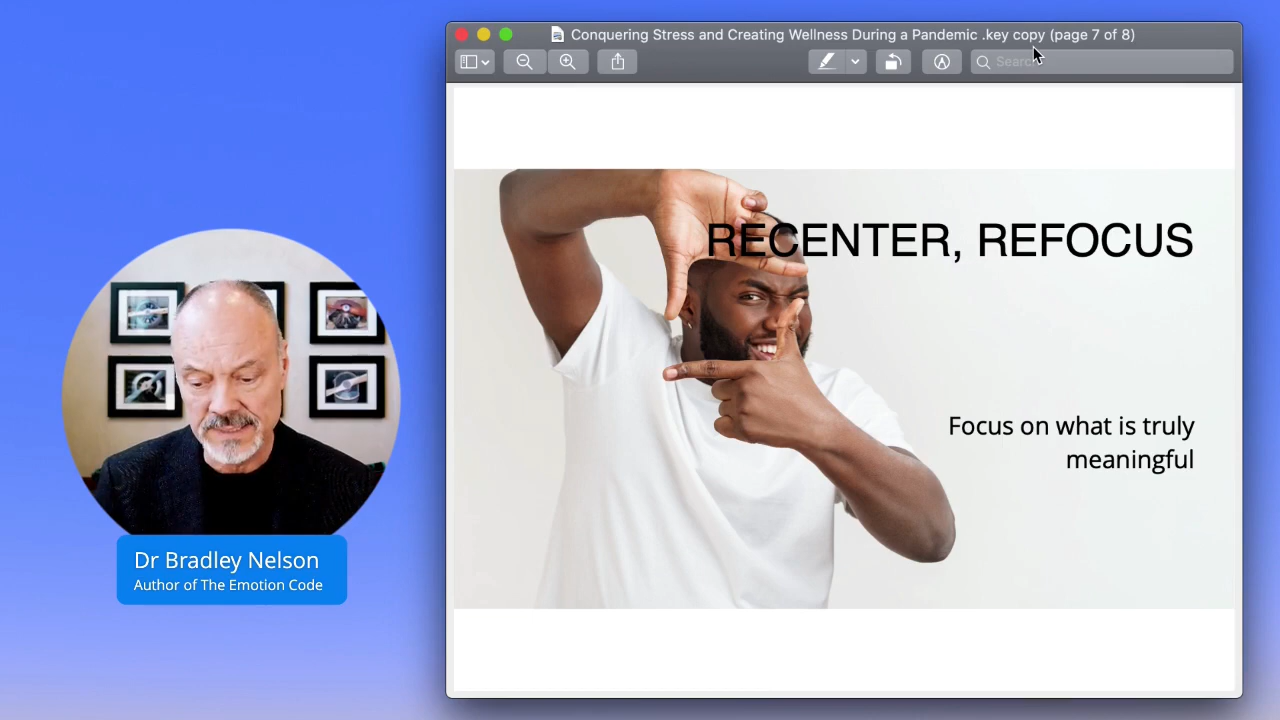 Conquering Stress and Creating Wellness During a Pandemic .key copy (page 7 of 8)
Search
RECENTER, REFOCUS
Focus on what is truly
meaningful
Dr Bradley Nelson
Author of The Emotion Code